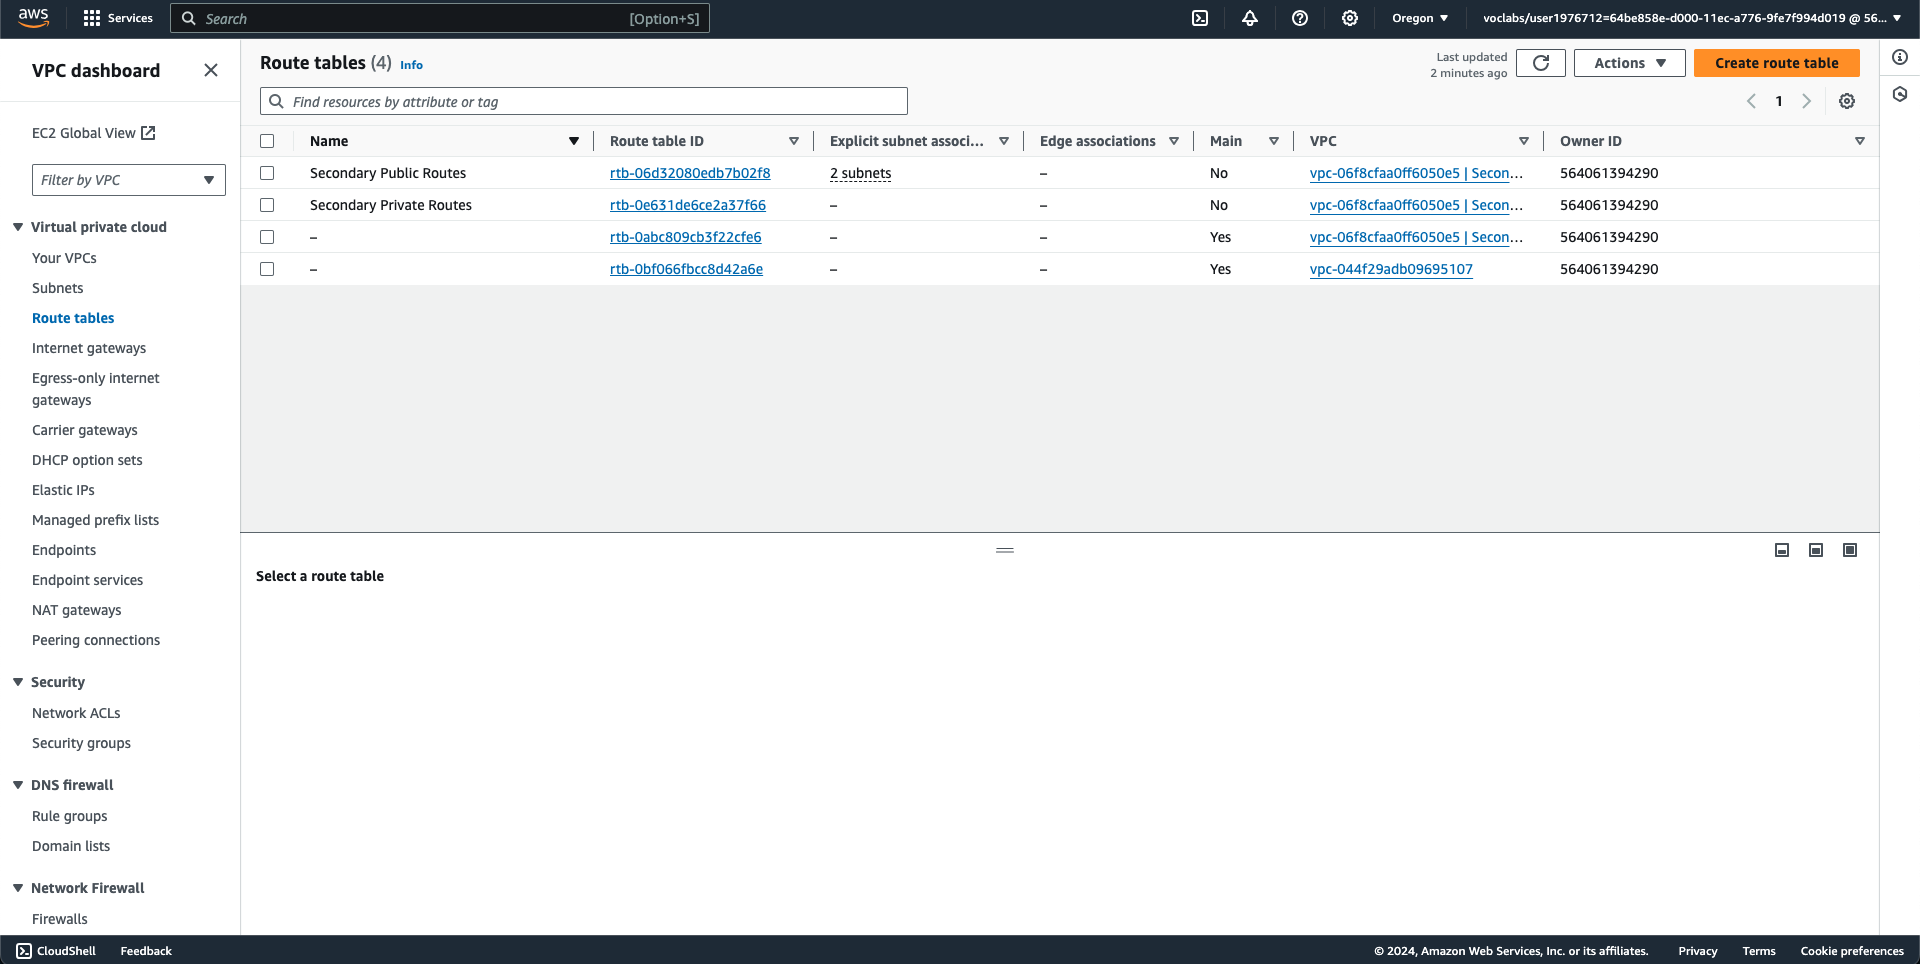 aws Services Search [Option+S] Oregon voclabs/user1976712=64be858e-d000-11ec-a776-9fe7f994d019 @ 56...
VPC dashboard
EC2 Global View
Filter by VPC
Virtual private cloud
Your VPCs
Subnets
Route tables
Internet gateways
Egress-only internet
gateways
Carrier gateways
DHCP option sets
Elastic IPs
Managed prefix lists
Endpoints
Endpoint services
NAT gateways
Peering connections
Security
Network ACLs
Security groups
DNS firewall
Rule groups
Domain lists
Network Firewall
Firewalls
Route tables (4) Info
Last updated
2 minutes ago
Actions
Create route table
Find resources by attribute or tag
1
Name Route table ID Explicit subnet associ... Edge associations Main VPC Owner ID
Secondary Public Routes rtb-06d32080edb7b02f8 2 subnets – No vpc-06f8cfaa0ff6050e5 | Secon... 564061394290
Secondary Private Routes rtb-0e631de6ce2a37f66 – – No vpc-06f8cfaa0ff6050e5 | Secon... 564061394290
– rtb-0abc809cb3f22cfe6 – – Yes vpc-06f8cfaa0ff6050e5 | Secon... 564061394290
– rtb-0bf066fbcc8d42a6e – – Yes vpc-044f29adb09695107 564061394290
Select a route table
CloudShell Feedback © 2024, Amazon Web Services, Inc. or its affiliates. Privacy Terms Cookie preferences